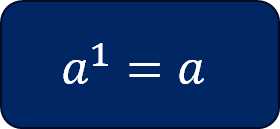 a¹ = a